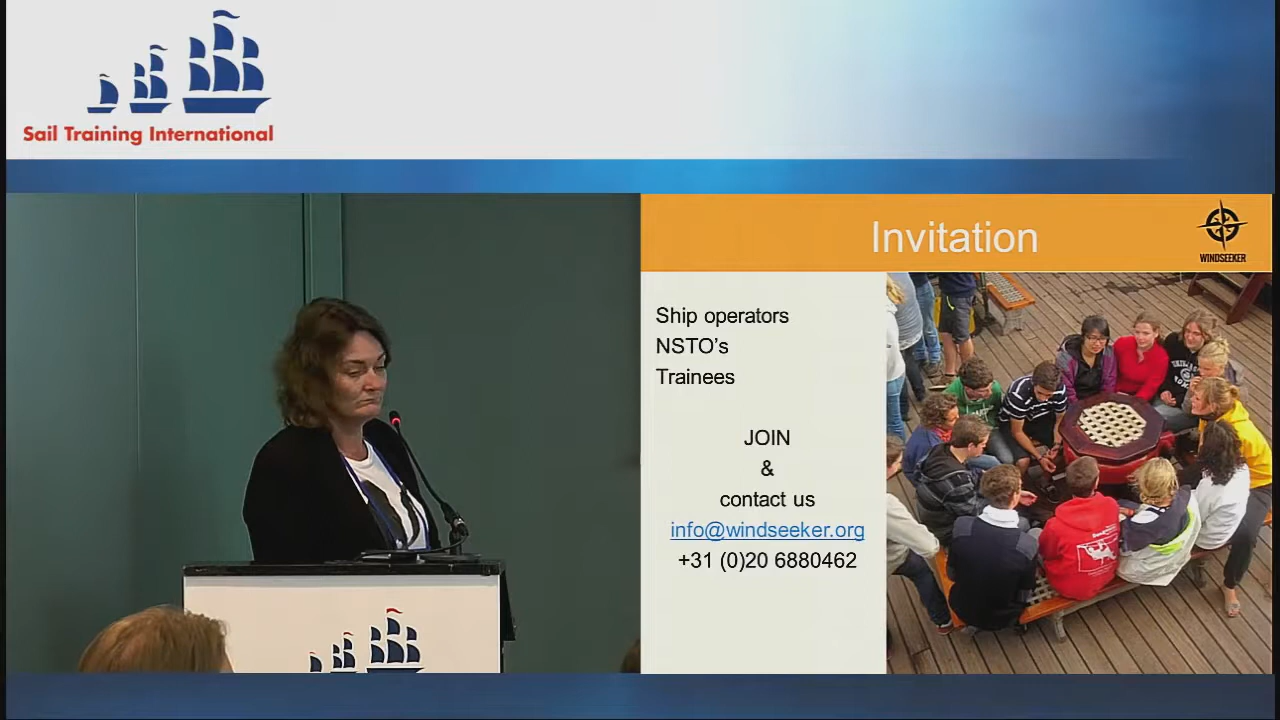 Sail Training International
Invitation
WINDSEEKER
Ship operators
NSTO's
Trainees
JOIN
&
contact us
info@windseeker.org
+31 (0)20 6880462